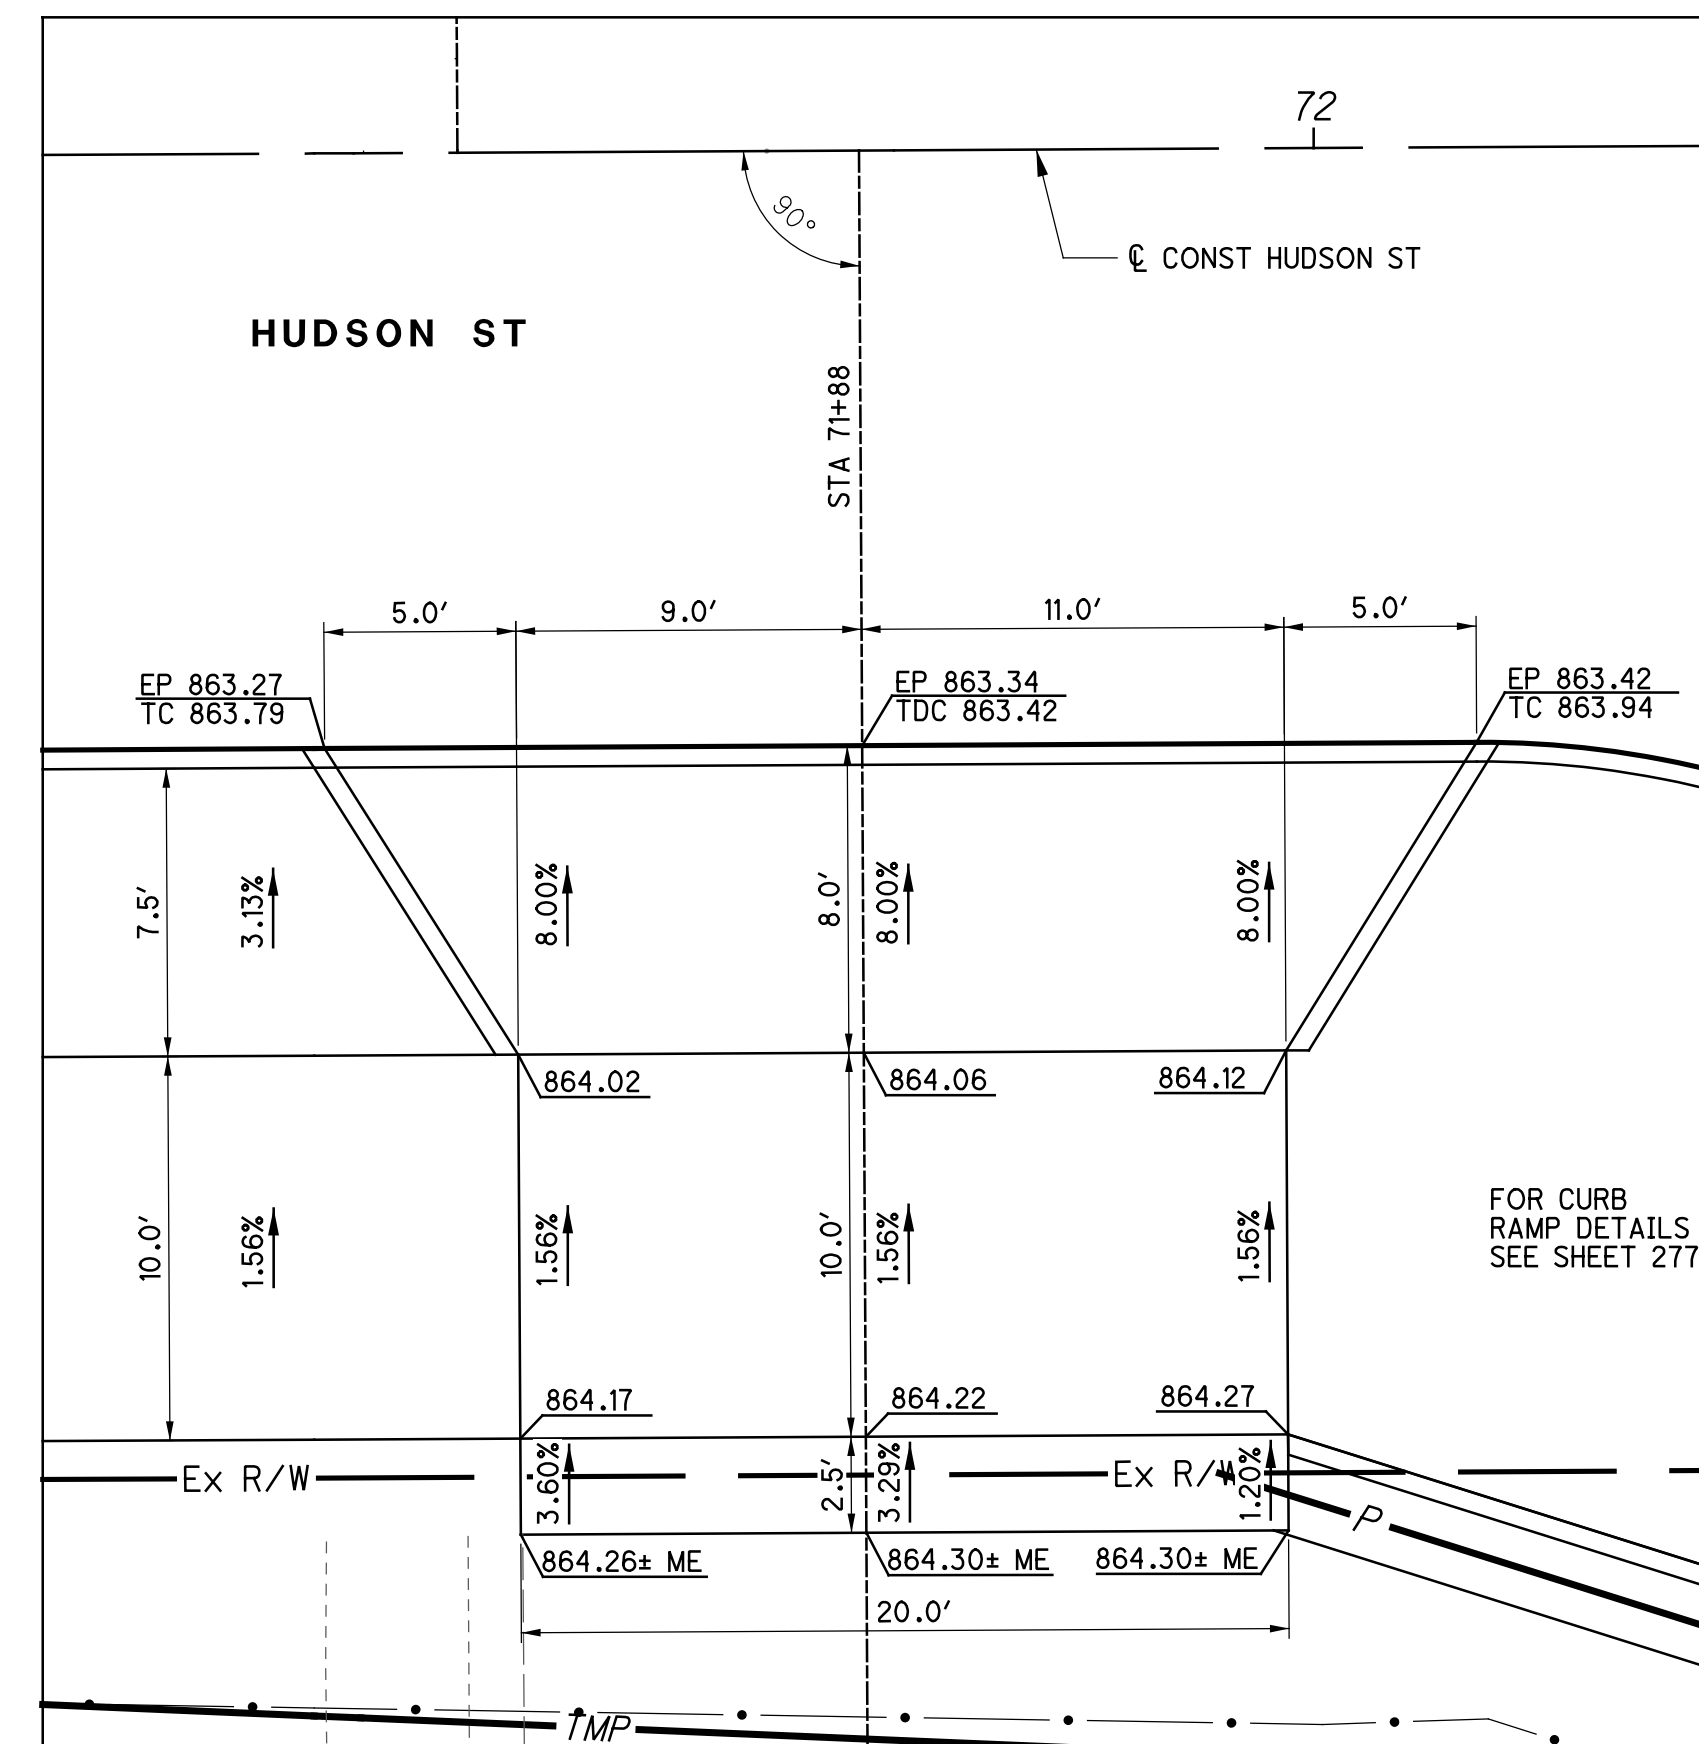 72
90°
℄ CONST HUDSON ST
HUDSON ST
STA 71+88
5.0′
9.0′
11.0′
5.0′
EP 863.27
TC 863.79
EP 863.34
TDC 863.42
EP 863.42
TC 863.94
7.5′
3.13%
8.00%
8.0′
8.00%
8.00%
864.02
864.06
864.12
10.0′
1.56%
1.56%
10.0′
1.56%
1.56%
FOR CURB
RAMP DETAILS
SEE SHEET 277
864.17
864.22
864.27
Ex R/W
3.60%
2.5′
3.29%
Ex R/W
1.20%
P
864.26± ME
864.30± ME
864.30± ME
20.0′
TMP